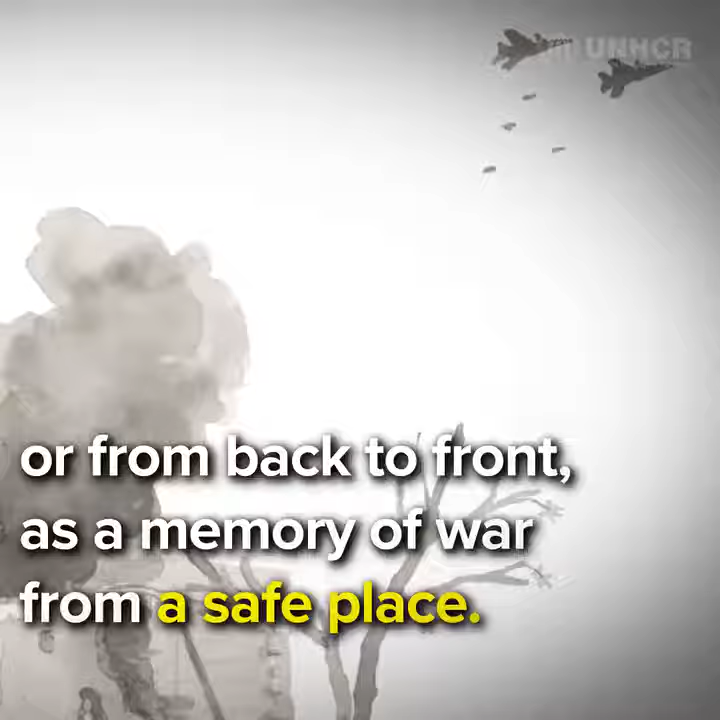 UNHCR
or from back to front,
as a memory of war
from a safe place.